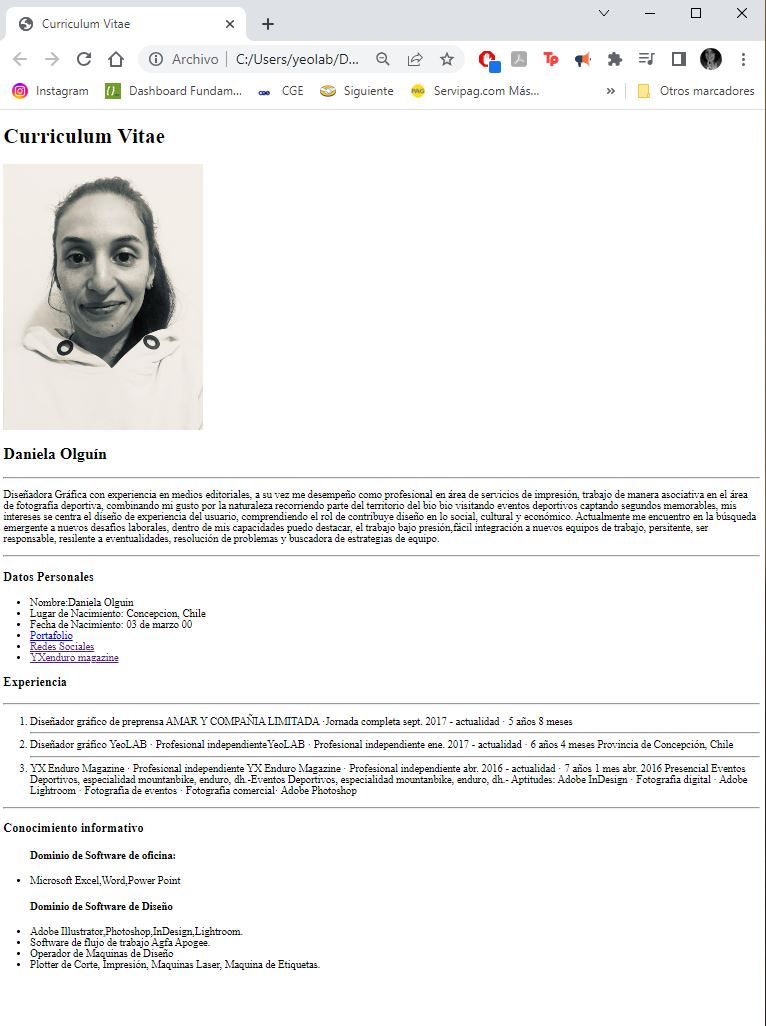 Curriculum Vitae
Archivo
C:/Users/yeolab/D...
Instagram
Dashboard Fundam...
CGE
Siguiente
Servipag.com Más...
Otros marcadores
Curriculum Vitae
Daniela Olguín
Diseñadora Gráfica con experiencia en medios editoriales, a su vez me desempeño como profesional en área de servicios de impresión, trabajo de manera asociativa en el área
de fotografía deportiva, combinando mi gusto por la naturaleza recorriendo parte del territorio del bio bio visitando eventos deportivos captando segundos memorables, mis
intereses se centra el diseño de experiencia del usuario, comprendiendo el rol de contribuye diseño en lo social, cultural y económico. Actualmente me encuentro en la búsqueda
emergente a nuevos desafíos laborales, dentro de mis capacidades puedo destacar, el trabajo bajo presión,fácil integración a nuevos equipos de trabajo, persitente, ser
responsable, resilente a eventualidades, resolución de problemas y buscadora de estrategias de equipo.
Datos Personales
• Nombre:Daniela Olguin
• Lugar de Nacimiento: Concepcion, Chile
• Fecha de Nacimiento: 03 de marzo 00
• Portafolio
• Redes Sociales
• YXenduro magazine
Experiencia
1. Diseñador gráfico de preprensa AMAR Y COMPAÑIA LIMITADA ·Jornada completa sept. 2017 - actualidad · 5 años 8 meses
2. Diseñador gráfico YeoLAB · Profesional independienteYeoLAB · Profesional independiente ene. 2017 - actualidad · 6 años 4 meses Provincia de Concepción, Chile
3. YX Enduro Magazine · Profesional independiente YX Enduro Magazine · Profesional independiente abr. 2016 - actualidad · 7 años 1 mes abr. 2016 Presencial Eventos
Deportivos, especialidad mountanbike, enduro, dh.-Eventos Deportivos, especialidad mountanbike, enduro, dh.- Aptitudes: Adobe InDesign · Fotografía digital · Adobe
Lightroom · Fotografía de eventos · Fotografía comercial· Adobe Photoshop
Conocimiento informativo
Dominio de Software de oficina:
• Microsoft Excel,Word,Power Point
Dominio de Software de Diseño
• Adobe Illustrator,Photoshop,InDesign,Lightroom.
• Software de flujo de trabajo Agfa Apogee.
• Operador de Maquinas de Diseño
• Plotter de Corte, Impresión, Maquinas Laser, Maquina de Etiquetas.